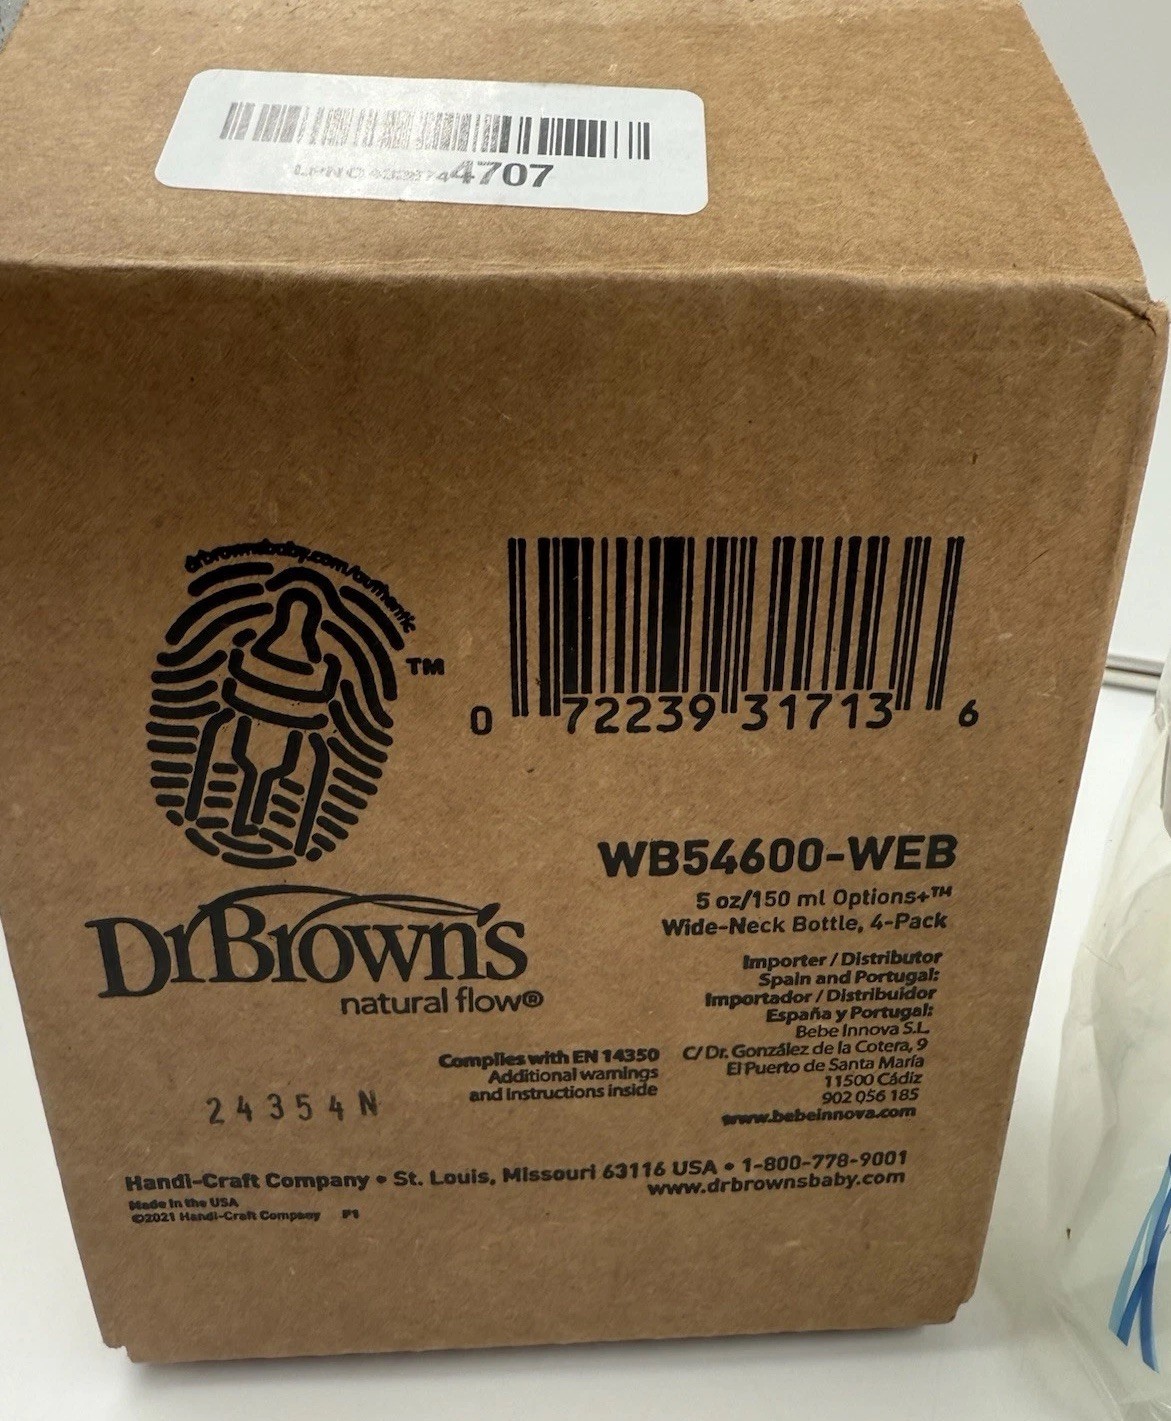 4707
drbrownsbaby.com/authentic
TM
0 72239 31713 6
WB54600-WEB
5 oz/150 ml Options+™
Wide-Neck Bottle, 4-Pack
Dr Brown's
natural flow®
Importer / Distributor
Spain and Portugal:
Importador / Distribuidor
España y Portugal:
Bebe Innova S.L.
C/ Dr. González de la Cotera, 9
El Puerto de Santa María
11500 Cádiz
902 056 185
www.bebeinnova.com
Complies with EN 14350
Additional warnings
and instructions inside
24354N
Handi-Craft Company • St. Louis, Missouri 63116 USA • 1-800-778-9001
www.drbrownsbaby.com
Made in the USA
©2021 Handi-Craft Company P1